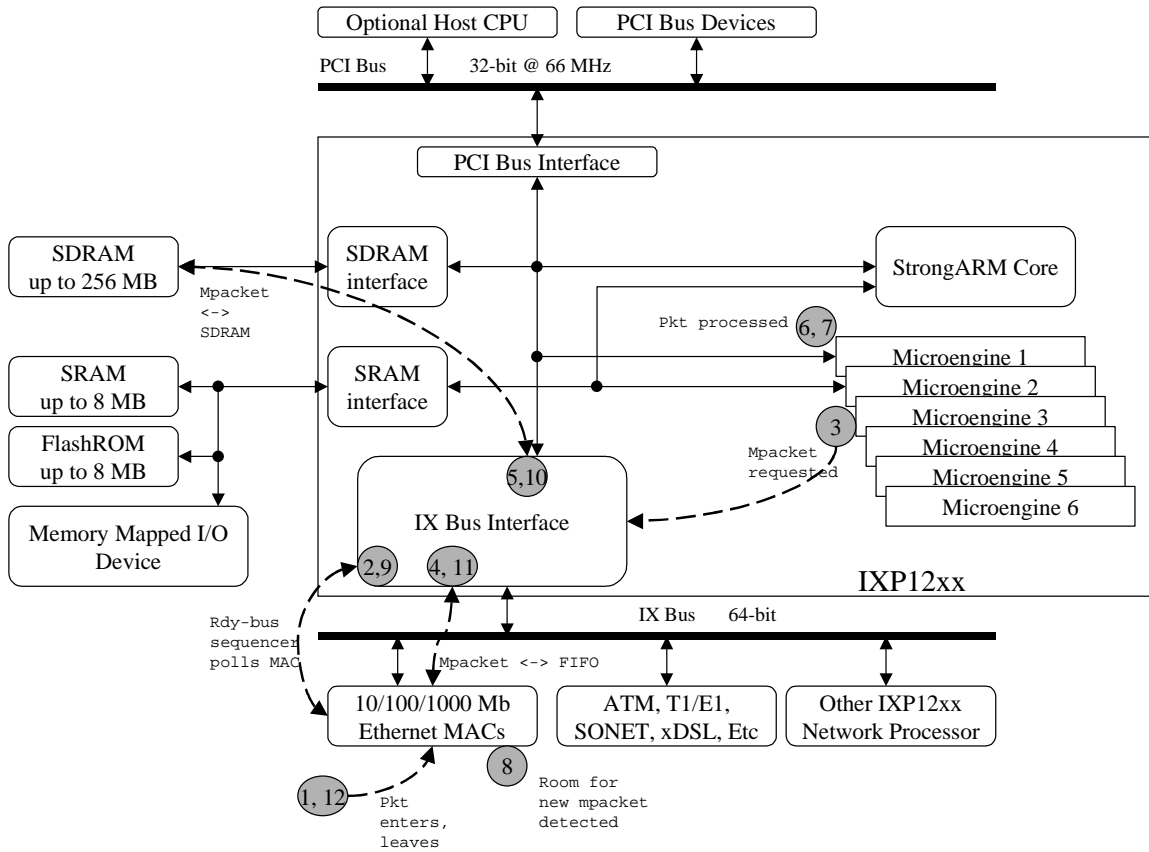 Optional Host CPU
PCI Bus Devices
PCI Bus
32-bit @ 66 MHz
PCI Bus Interface
SDRAM
up to 256 MB
SDRAM
interface
StrongARM Core
Mpacket
<->
SDRAM
Pkt processed
6, 7
Microengine 1
Microengine 2
Microengine 3
Microengine 4
Microengine 5
Microengine 6
SRAM
up to 8 MB
SRAM
interface
3
FlashROM
up to 8 MB
Mpacket
requested
5,10
IX Bus Interface
Memory Mapped I/O
Device
2,9
4, 11
IXP12xx
IX Bus
64-bit
Rdy-bus
sequencer
polls MAC
Mpacket <-> FIFO
10/100/1000 Mb
Ethernet MACs
ATM, T1/E1,
SONET, xDSL, Etc
Other IXP12xx
Network Processor
8
Room for
new mpacket
detected
1, 12
Pkt
enters,
leaves